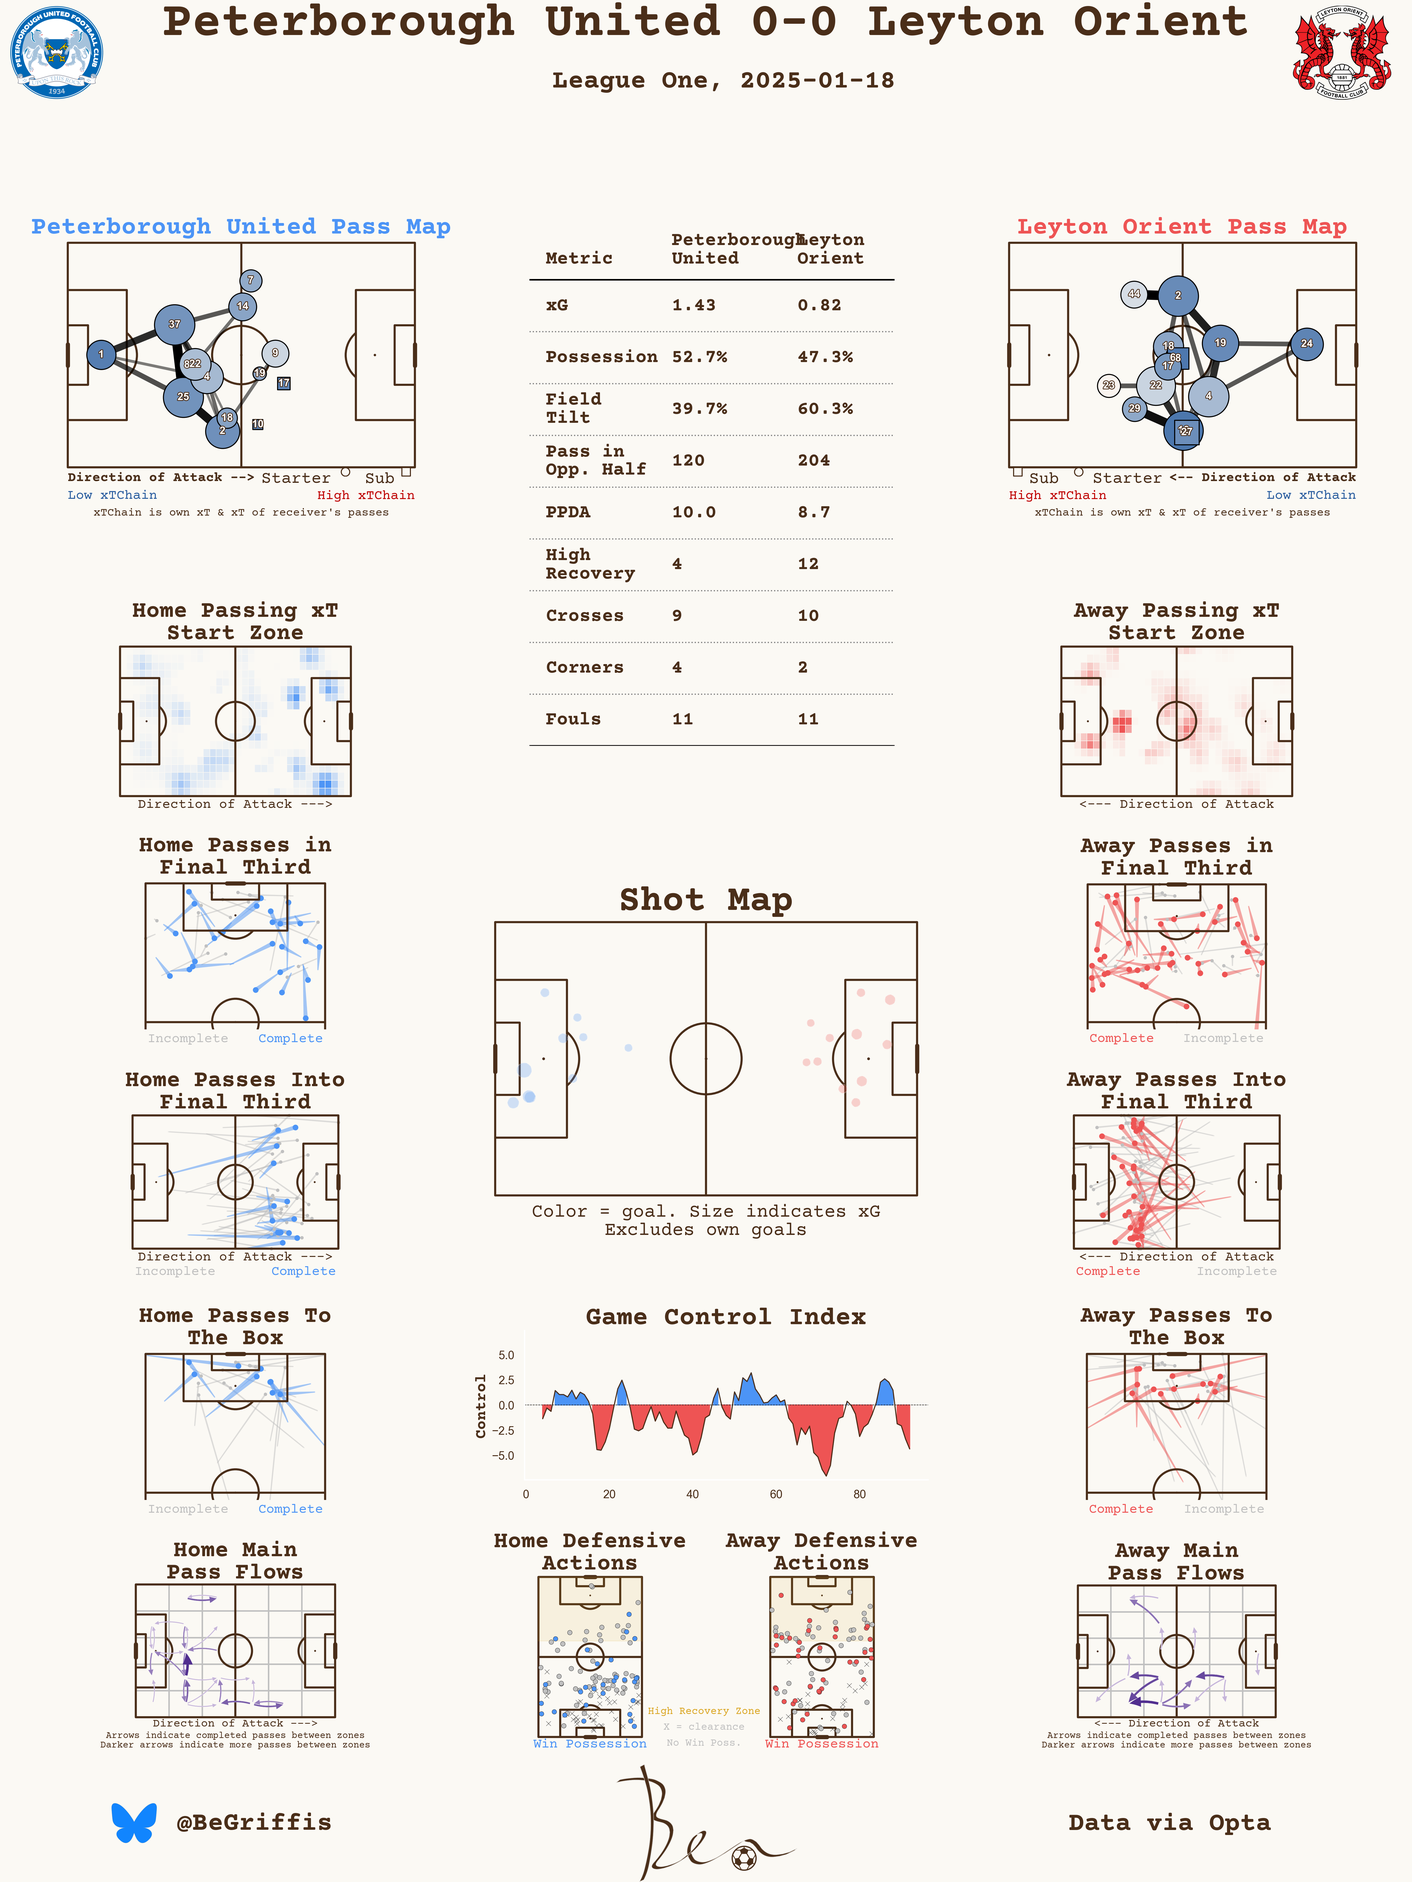 Peterborough United 0-0 Leyton Orient
League One, 2025-01-18
PETERBOROUGH UNITED FOOTBALL CLUB
1934
LEYTON ORIENT
1881
FOOTBALL CLUB
Peterborough United Pass Map
7
14
37
1
9
8
22
4
19
17
25
18
10
2
Direction of Attack --> Starter Sub
Low xTChain High xTChain
xTChain is own xT & xT of receiver's passes
Metric Peterborough United Leyton Orient
xG 1.43 0.82
Possession 52.7% 47.3%
Field Tilt 39.7% 60.3%
Pass in Opp. Half 120 204
PPDA 10.0 8.7
High Recovery 4 12
Crosses 9 10
Corners 4 2
Fouls 11 11
Leyton Orient Pass Map
44
2
18
19
24
68
17
23
22
4
29
27
Sub Starter <-- Direction of Attack
High xTChain Low xTChain
xTChain is own xT & xT of receiver's passes
Home Passing xT
Start Zone
Direction of Attack --->
Away Passing xT
Start Zone
<--- Direction of Attack
Home Passes in
Final Third
Incomplete Complete
Away Passes in
Final Third
Complete Incomplete
Shot Map
Color = goal. Size indicates xG
Excludes own goals
Home Passes Into
Final Third
Direction of Attack --->
Incomplete Complete
Away Passes Into
Final Third
<--- Direction of Attack
Complete Incomplete
Home Passes To
The Box
Incomplete Complete
Game Control Index
Control
5.0
2.5
0.0
−2.5
−5.0
0 20 40 60 80
Away Passes To
The Box
Complete Incomplete
Home Main
Pass Flows
Direction of Attack --->
Arrows indicate completed passes between zones
Darker arrows indicate more passes between zones
Home Defensive
Actions
Win Possession
High Recovery Zone
X = clearance
No Win Poss.
Away Defensive
Actions
Win Possession
Away Main
Pass Flows
<--- Direction of Attack
Arrows indicate completed passes between zones
Darker arrows indicate more passes between zones
@BeGriffis
Ben
Data via Opta